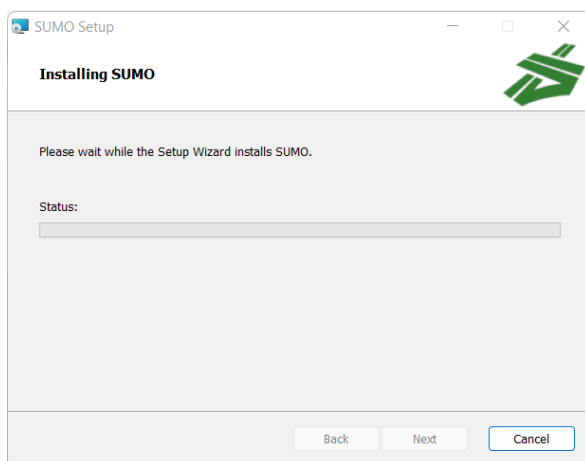 SUMO Setup
Installing SUMO
Please wait while the Setup Wizard installs SUMO.
Status:
Back Next Cancel